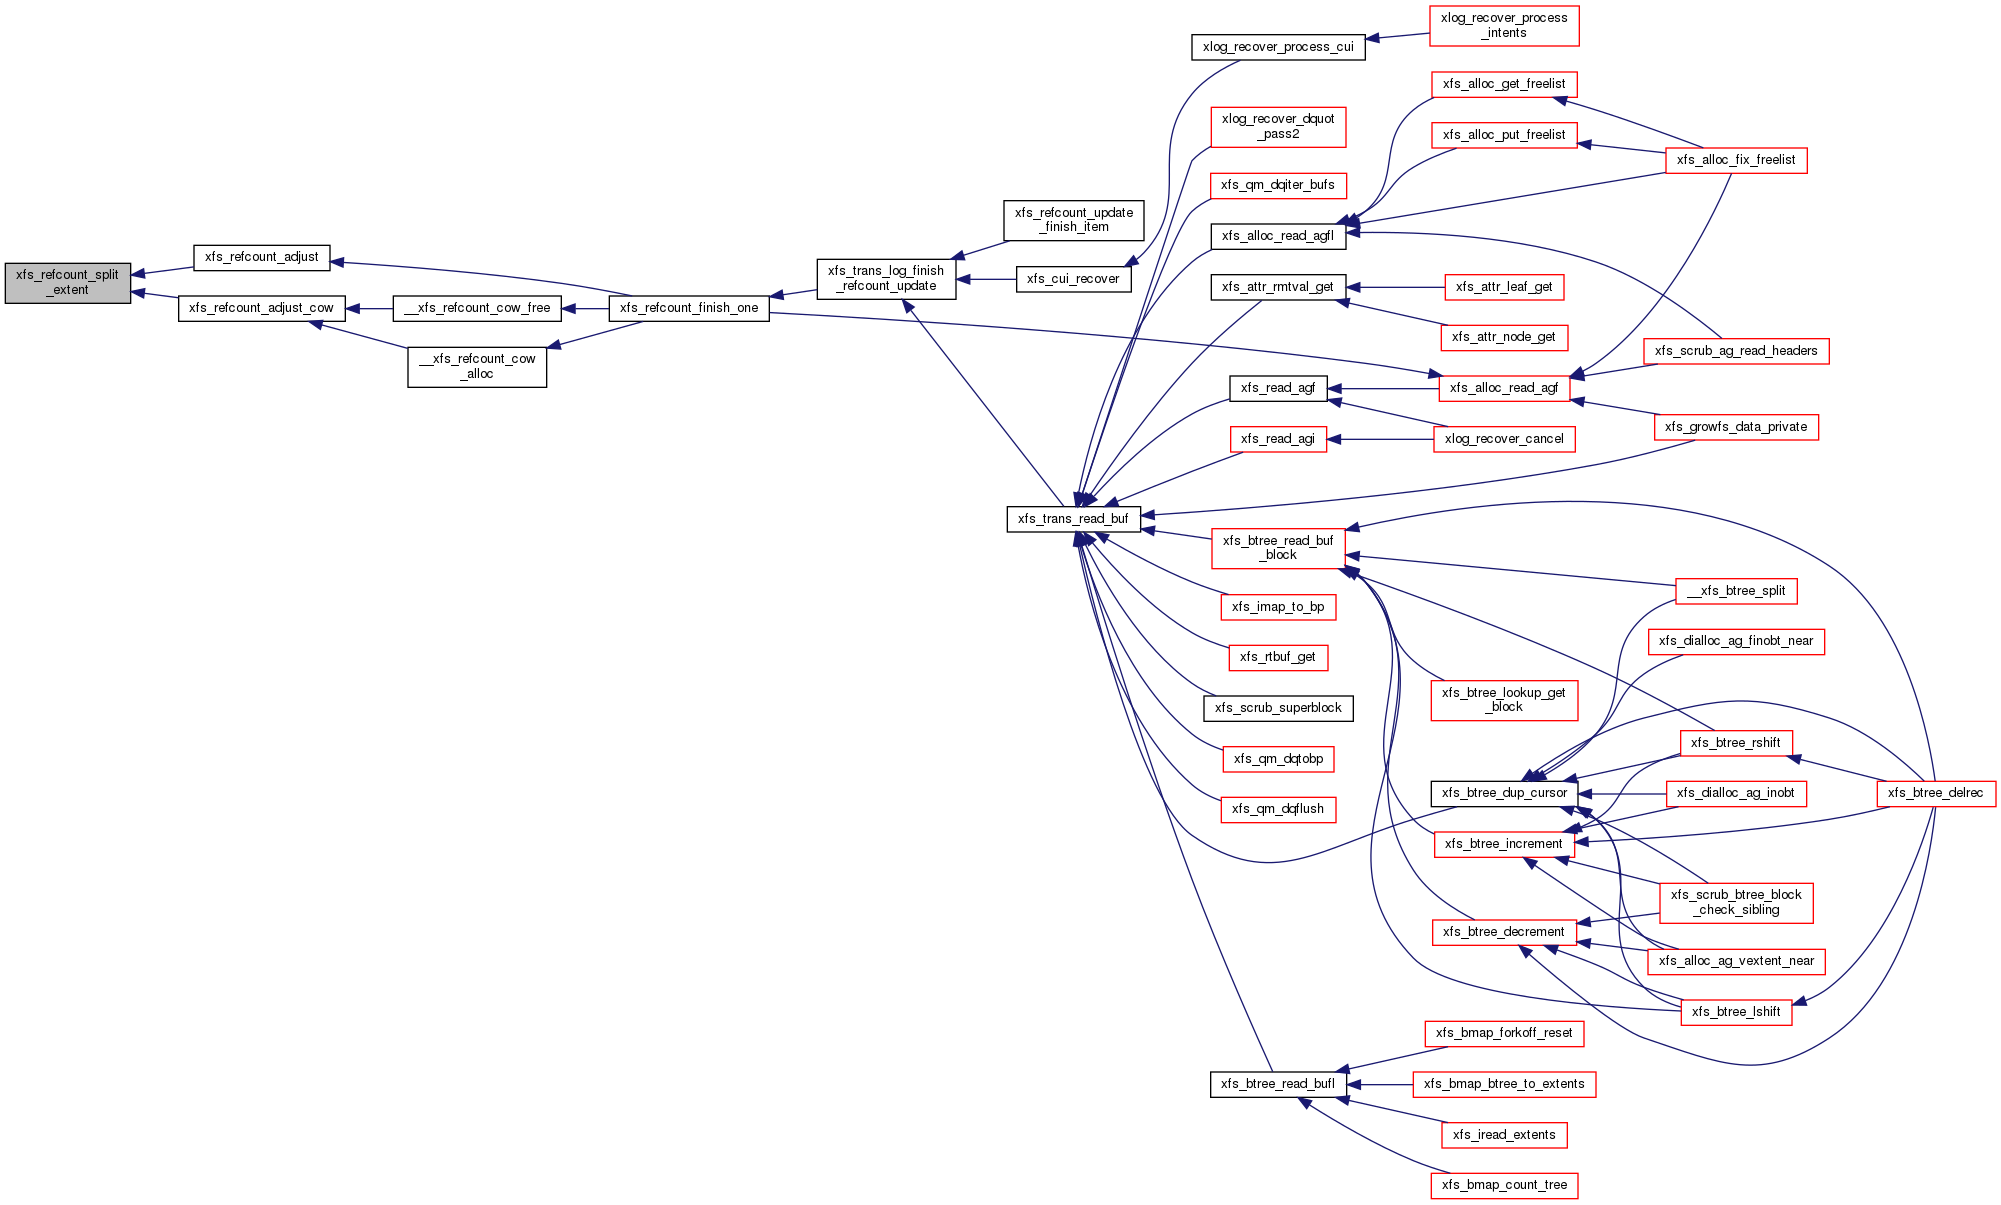 xfs_refcount_split
_extent
xfs_refcount_adjust
xfs_refcount_adjust_cow
__xfs_refcount_cow_free
__xfs_refcount_cow
_alloc
xfs_refcount_finish_one
xfs_trans_log_finish
_refcount_update
xfs_refcount_update
_finish_item
xfs_cui_recover
xfs_trans_read_buf
xlog_recover_process_cui
xlog_recover_process
_intents
xlog_recover_dquot
_pass2
xfs_qm_dqiter_bufs
xfs_alloc_read_agfl
xfs_attr_rmtval_get
xfs_read_agf
xfs_read_agi
xfs_btree_read_buf
_block
xfs_imap_to_bp
xfs_rtbuf_get
xfs_scrub_superblock
xfs_qm_dqtobp
xfs_qm_dqflush
xfs_btree_read_bufl
xfs_alloc_get_freelist
xfs_alloc_put_freelist
xfs_attr_leaf_get
xfs_attr_node_get
xfs_alloc_read_agf
xlog_recover_cancel
xfs_btree_lookup_get
_block
xfs_btree_dup_cursor
xfs_btree_increment
xfs_btree_decrement
xfs_bmap_forkoff_reset
xfs_bmap_btree_to_extents
xfs_iread_extents
xfs_bmap_count_tree
xfs_alloc_fix_freelist
xfs_scrub_ag_read_headers
xfs_growfs_data_private
__xfs_btree_split
xfs_dialloc_ag_finobt_near
xfs_btree_rshift
xfs_dialloc_ag_inobt
xfs_scrub_btree_block
_check_sibling
xfs_alloc_ag_vextent_near
xfs_btree_lshift
xfs_btree_delrec